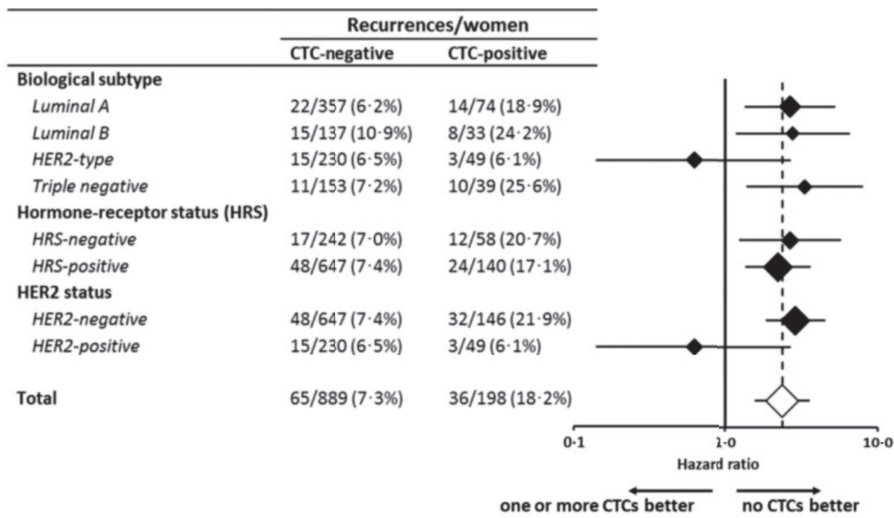 Recurrences/women
CTC-negative CTC-positive
Biological subtype
Luminal A 22/357 (6·2%) 14/74 (18·9%)
Luminal B 15/137 (10·9%) 8/33 (24·2%)
HER2-type 15/230 (6·5%) 3/49 (6·1%)
Triple negative 11/153 (7·2%) 10/39 (25·6%)
Hormone-receptor status (HRS)
HRS-negative 17/242 (7·0%) 12/58 (20·7%)
HRS-positive 48/647 (7·4%) 24/140 (17·1%)
HER2 status
HER2-negative 48/647 (7·4%) 32/146 (21·9%)
HER2-positive 15/230 (6·5%) 3/49 (6·1%)
Total 65/889 (7·3%) 36/198 (18·2%)
0·1 1·0 10·0
Hazard ratio
one or more CTCs better no CTCs better